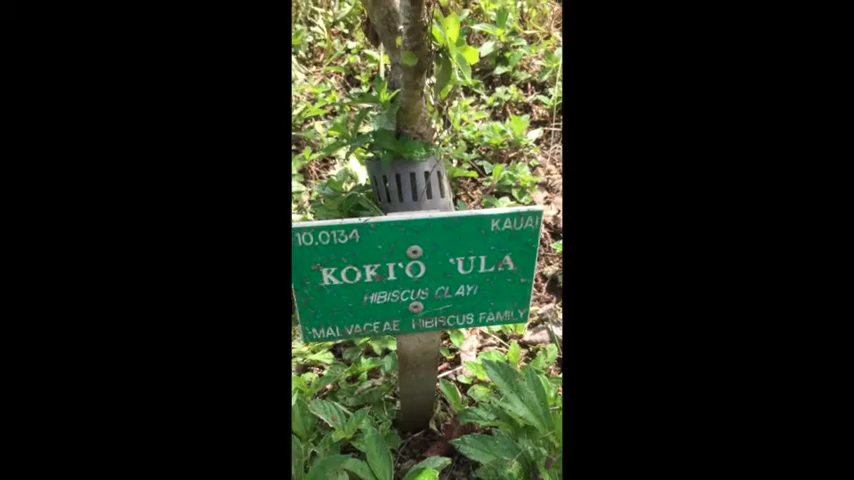 10.0134 KAUAI
KOKI'O 'ULA
HIBISCUS CLAYI
MALVACEAE HIBISCUS FAMILY